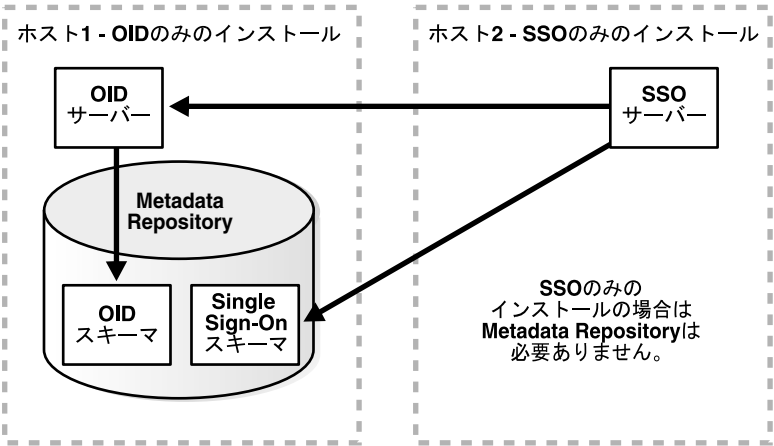 ホスト1 - OIDのみのインストール
ホスト2 - SSOのみのインストール
OID
サーバー
SSO
サーバー
Metadata
Repository
OID
スキーマ
Single
Sign-On
スキーマ
SSOのみの
インストールの場合は
Metadata Repositoryは
必要ありません。